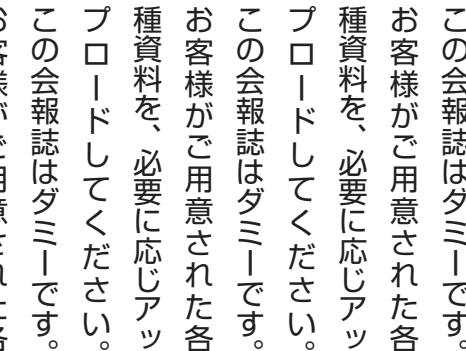 この会報誌はダミーです。
お客様がご用意された各
種資料を、必要に応じアッ
プロードしてください。
この会報誌はダミーです。
お客様がご用意された各
種資料を、必要に応じアッ
プロードしてください。
この会報誌はダミーです。
お客様がご用意された各